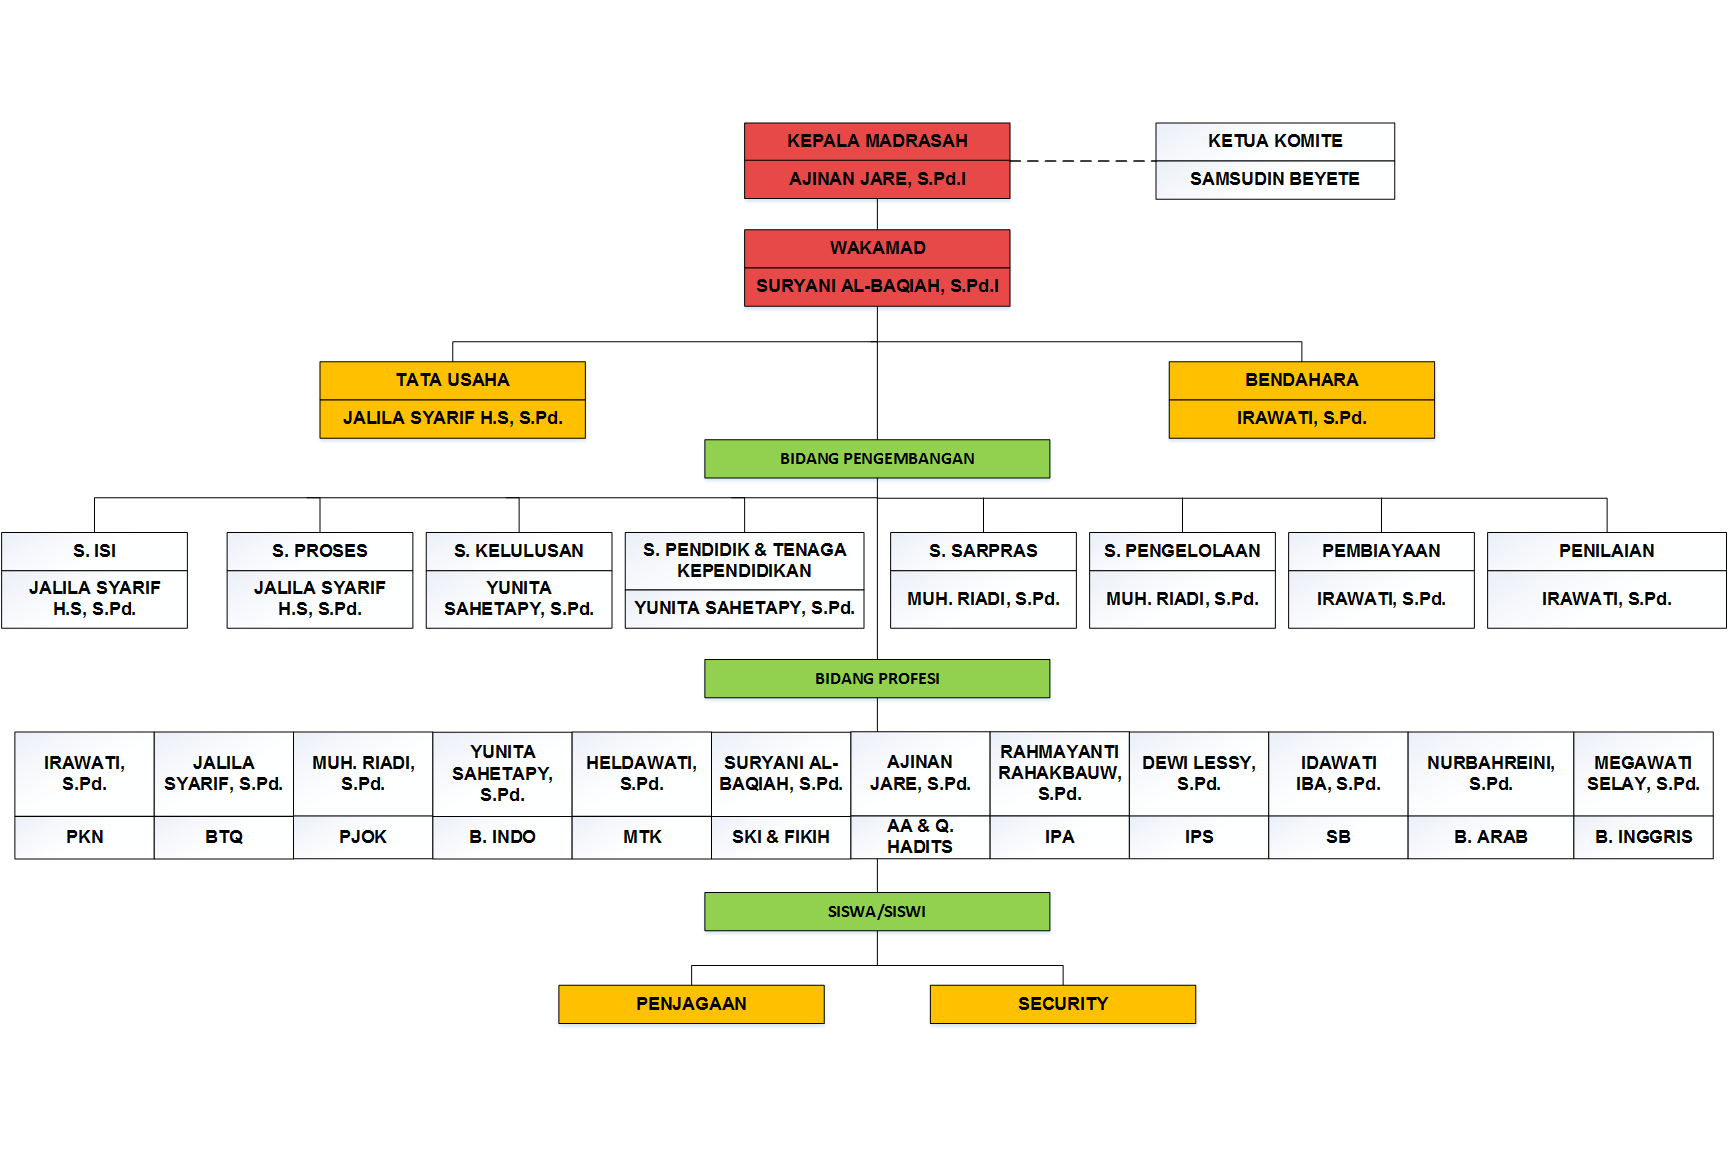 KEPALA MADRASAH
AJINAN JARE, S.Pd.I
KETUA KOMITE
SAMSUDIN BEYETE
WAKAMAD
SURYANI AL-BAQIAH, S.Pd.I
TATA USAHA
JALILA SYARIF H.S, S.Pd.
BENDAHARA
IRAWATI, S.Pd.
BIDANG PENGEMBANGAN
S. ISI
JALILA SYARIF
H.S, S.Pd.
S. PROSES
JALILA SYARIF
H.S, S.Pd.
S. KELULUSAN
YUNITA
SAHETAPY, S.Pd.
S. PENDIDIK & TENAGA
KEPENDIDIKAN
YUNITA SAHETAPY, S.Pd.
S. SARPRAS
MUH. RIADI, S.Pd.
S. PENGELOLAAN
MUH. RIADI, S.Pd.
PEMBIAYAAN
IRAWATI, S.Pd.
PENILAIAN
IRAWATI, S.Pd.
BIDANG PROFESI
IRAWATI,
S.Pd.
PKN
JALILA
SYARIF, S.Pd.
BTQ
MUH. RIADI,
S.Pd.
PJOK
YUNITA
SAHETAPY,
S.Pd.
B. INDO
HELDAWATI,
S.Pd.
MTK
SURYANI AL-
BAQIAH, S.Pd.
SKI & FIKIH
AJINAN
JARE, S.Pd.
AA & Q.
HADITS
RAHMAYANTI
RAHAKBAUW,
S.Pd.
IPA
DEWI LESSY,
S.Pd.
IPS
IDAWATI
IBA, S.Pd.
SB
NURBAHREINI,
S.Pd.
B. ARAB
MEGAWATI
SELAY, S.Pd.
B. INGGRIS
SISWA/SISWI
PENJAGAAN
SECURITY